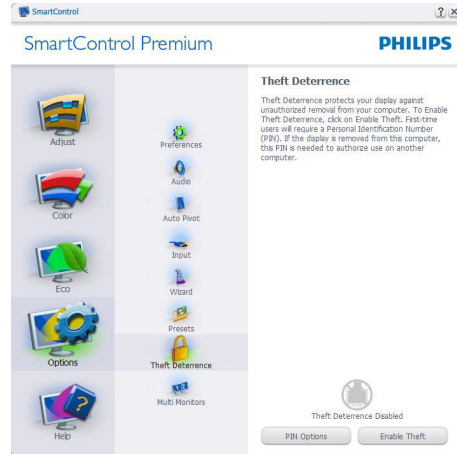 SmartControl
SmartControl Premium
PHILIPS
Adjust
Color
Eco
Options
Help
Preferences
Audio
Auto Pivot
Input
Wizard
Presets
Theft Deterrence
Multi Monitors
Theft Deterrence
Theft Deterrence protects your display against
unauthorized removal from your computer. To Enable
Theft Deterrence, click on Enable Theft. First-time
users will require a Personal Identification Number
(PIN). If the display is removed from this computer,
this PIN is needed to authorize use on another
computer.
Theft Deterrence Disabled
PIN Options
Enable Theft